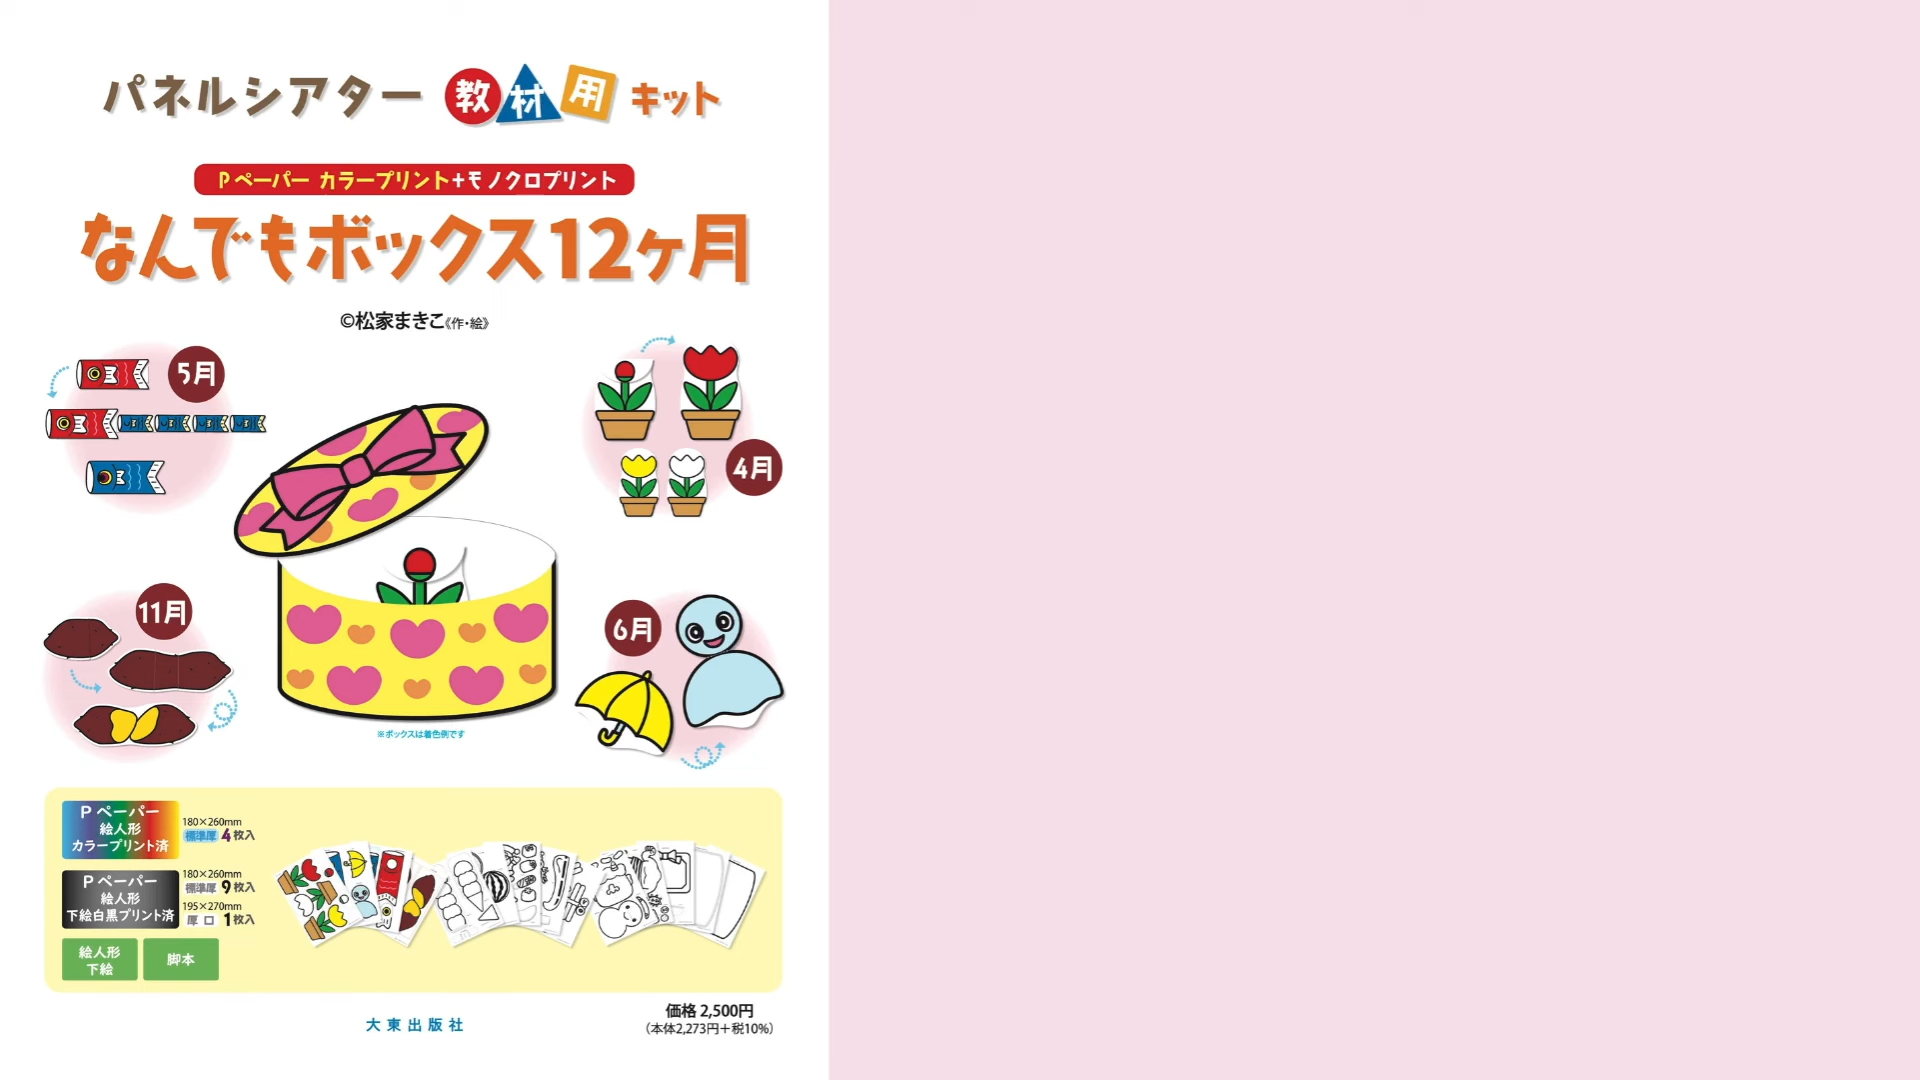 パネルシアター 教材用 キット
Pペーパー カラープリント+モノクロプリント
なんでもボックス12ヶ月
©松家まきこ《作・絵》
5月
4月
11月
6月
※ボックスは着色例です
Pペーパー
絵人形
カラープリント済
180×260mm
標準厚 4枚入
Pペーパー
絵人形
下絵白黒プリント済
180×260mm
標準厚 9枚入
195×270mm
厚口 1枚入
絵人形
下絵
脚本
大東出版社
価格 2,500円
(本体2,273円+税10%)